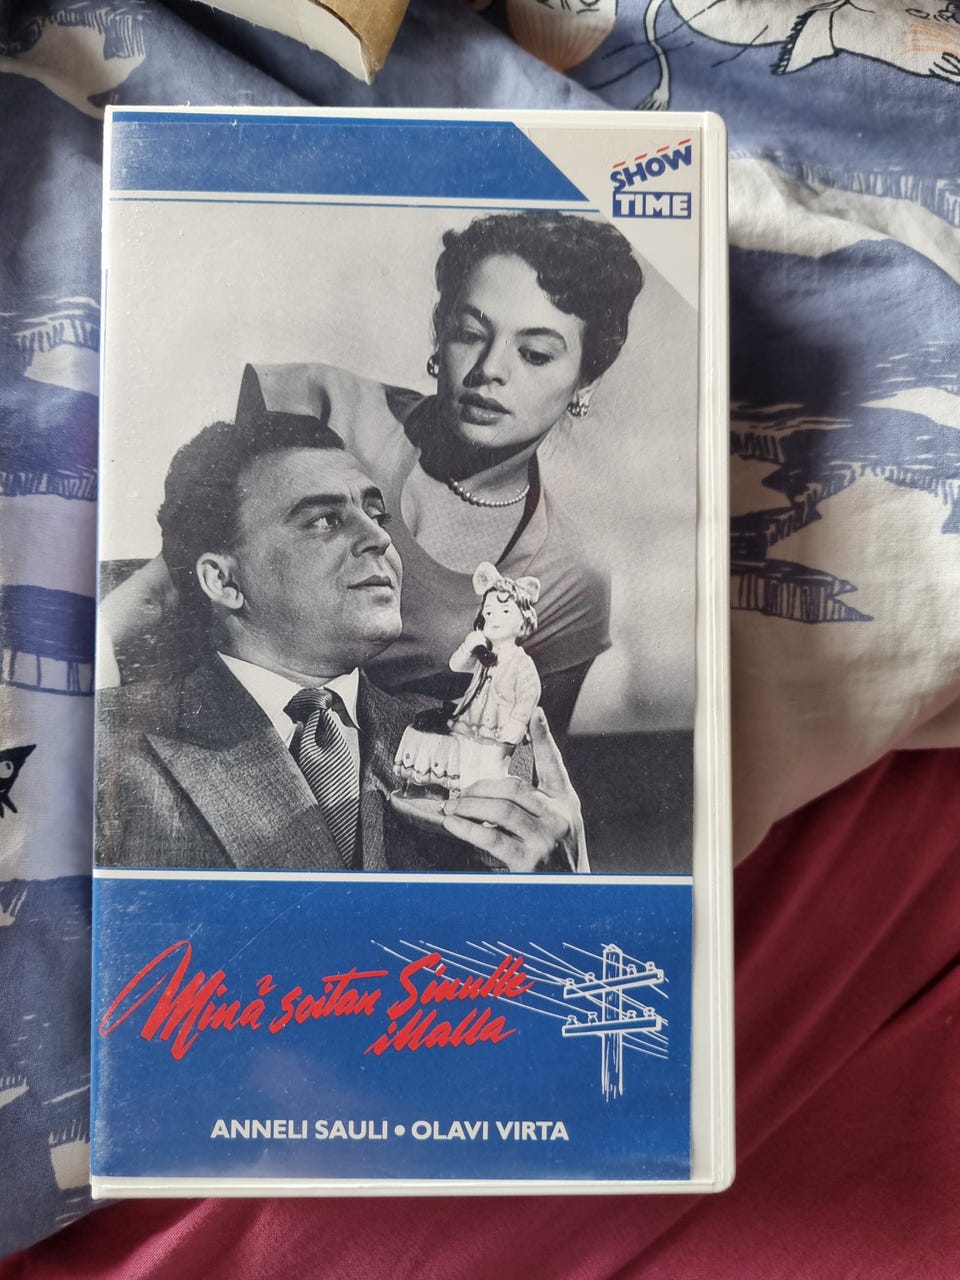 SHOW
TIME
Minä soitan Sinulle
illalla
ANNELI SAULI • OLAVI VIRTA